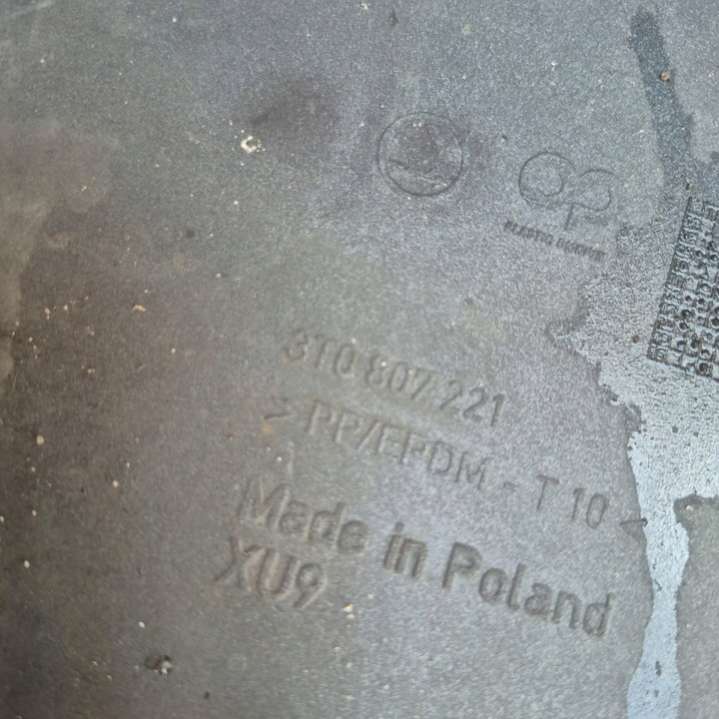 3T0 807 221
> PP/EPDM - T 10 <
Made in Poland
XU9